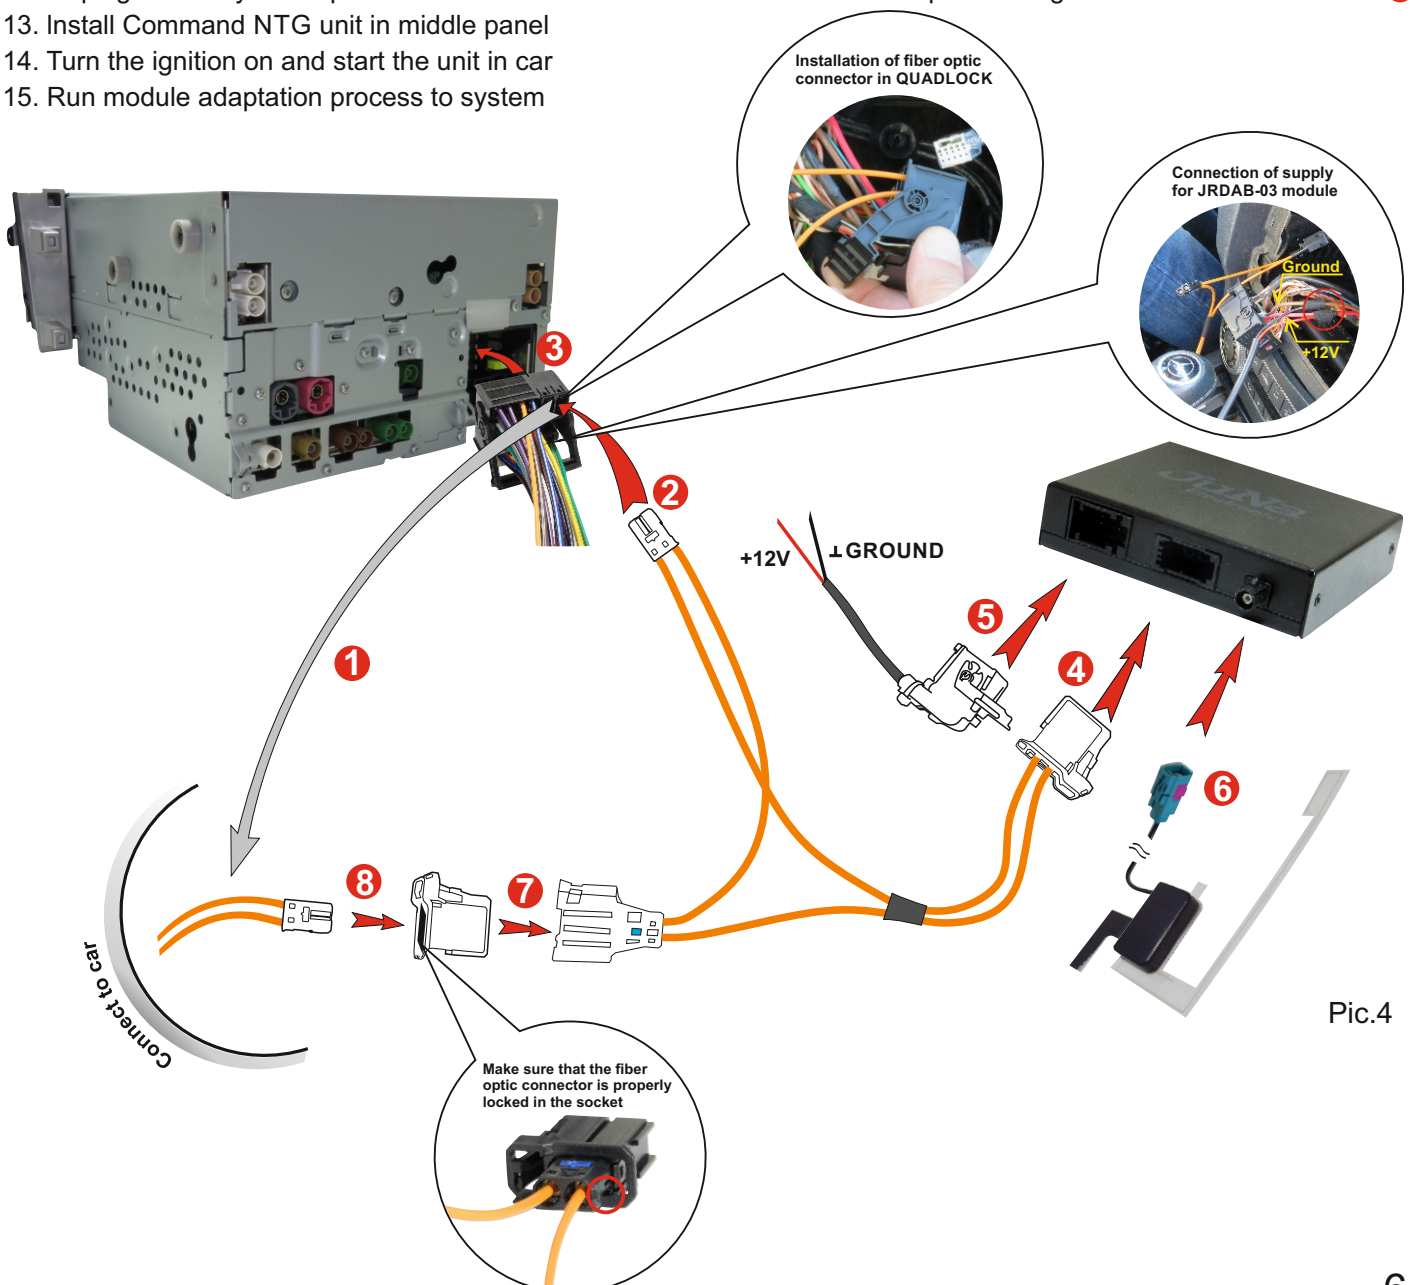 13. Install Command NTG unit in middle panel
14. Turn the ignition on and start the unit in car
15. Run module adaptation process to system
Installation of fiber optic
connector in QUADLOCK
Connection of supply
for JRDAB-03 module
Ground
+12V
3
2
+12V
GROUND
5
4
1
6
8
7
Connect to car
Pic.4
Make sure that the fiber
optic connector is properly
locked in the socket